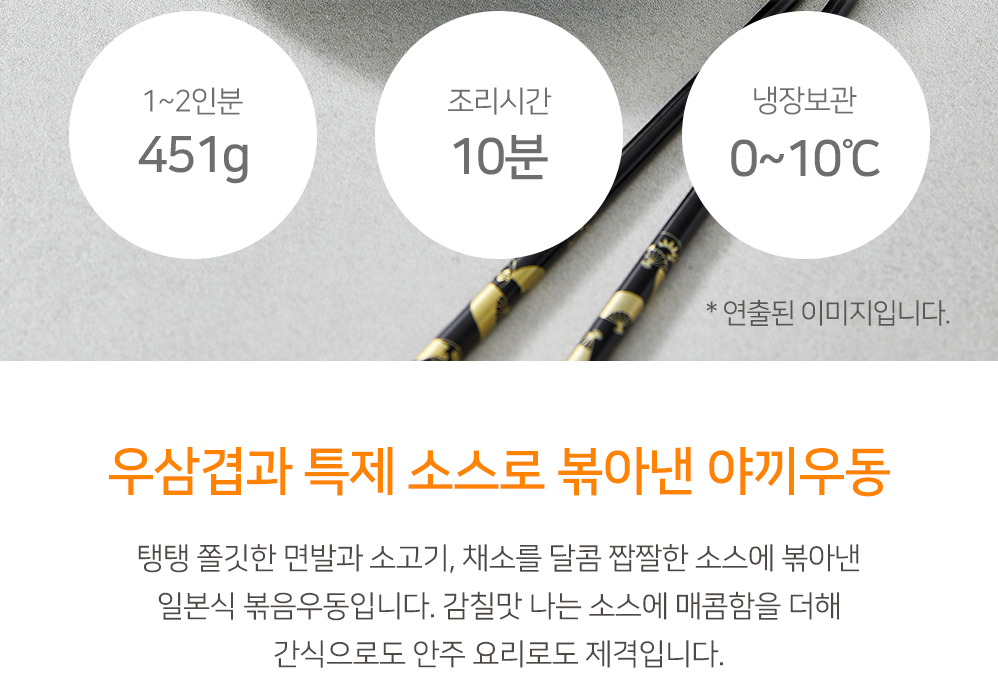 1~2인분
451g
조리시간
10분
냉장보관
0~10℃
* 연출된 이미지입니다.
우삼겹과 특제 소스로 볶아낸 야끼우동
탱탱 쫄깃한 면발과 소고기, 채소를 달콤 짭짤한 소스에 볶아낸
일본식 볶음우동입니다. 감칠맛 나는 소스에 매콤함을 더해
간식으로도 안주 요리로도 제격입니다.